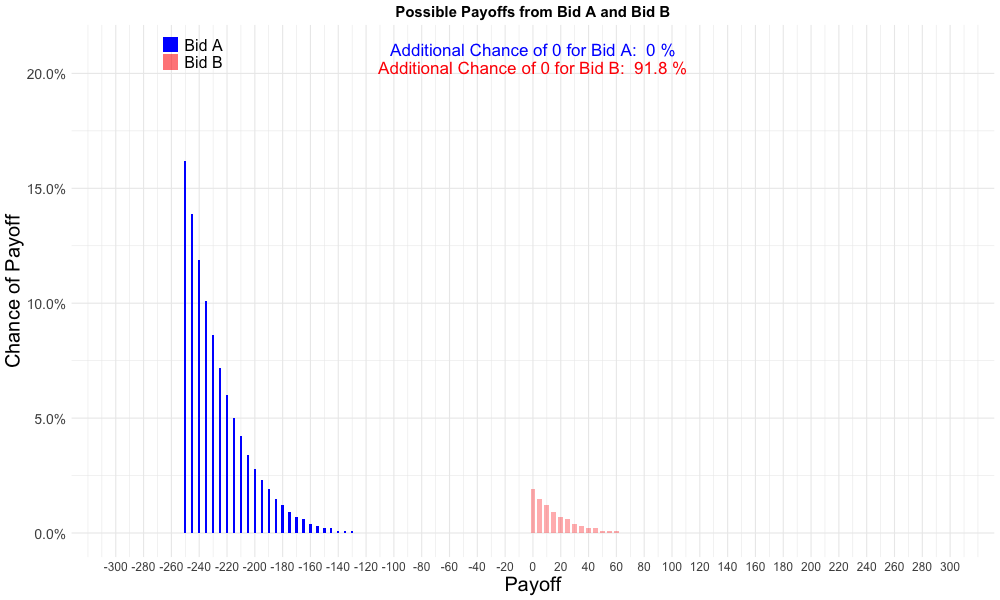 Possible Payoffs from Bid A and Bid B
Bid A
Bid B
Additional Chance of 0 for Bid A:  0 %
Additional Chance of 0 for Bid B:  91.8 %
Chance of Payoff
20.0%
15.0%
10.0%
5.0%
0.0%
-300 -280 -260 -240 -220 -200 -180 -160 -140 -120 -100 -80 -60 -40 -20 0 20 40 60 80 100 120 140 160 180 200 220 240 260 280 300
Payoff